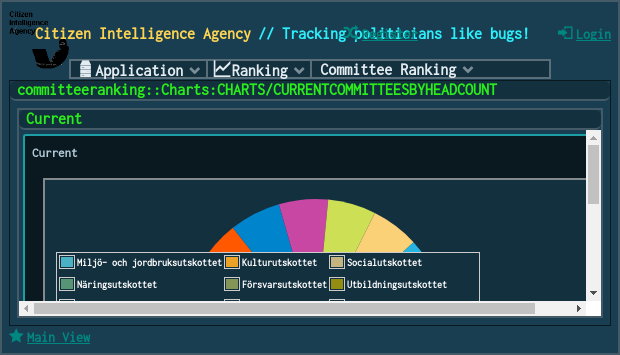 Citizen
Intelligence
Agency
Citizen Intelligence Agency // Tracking politicians like bugs!
Register
Login
Application
Ranking
Committee Ranking
committeeranking::Charts:CHARTS/CURRENTCOMMITTEESBYHEADCOUNT
Current
Current
Miljö- och jordbruksutskottet
Kulturutskottet
Socialutskottet
Näringsutskottet
Försvarsutskottet
Utbildningsutskottet
Main View